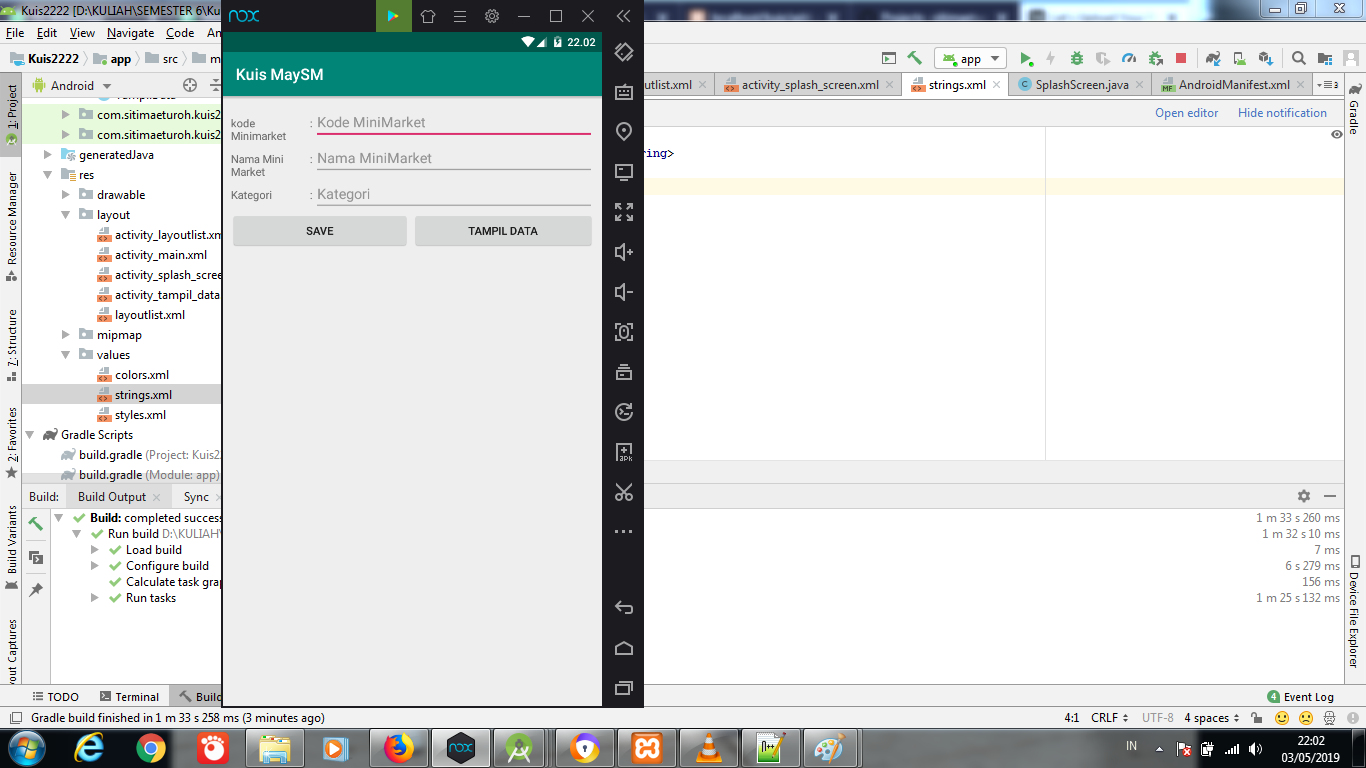 Kuis2222 [D:\KULIAH\SEMESTER 6\Ku
File Edit View Navigate Code An
Kuis2222 app src m
app
Android
utlist.xml activity_splash_screen.xml strings.xml SplashScreen.java AndroidManifest.xml
Open editor Hide notification
ring>
com.sitimaeturoh.kuis2
com.sitimaeturoh.kuis2
generatedJava
res
drawable
layout
activity_layoutlist.xm
activity_main.xml
activity_splash_scree
activity_tampil_data
layoutlist.xml
mipmap
values
colors.xml
strings.xml
styles.xml
Gradle Scripts
build.gradle (Project: Kuis2
build.gradle (Module: app)
1: Project
Resource Manager
7: Structure
2: Favorites
Build Variants
yout Captures
Gradle
Device File Explorer
nox
22.02
Kuis MaySM
kode
Minimarket
: Kode MiniMarket
Nama Mini
Market
: Nama MiniMarket
Kategori : Kategori
SAVE TAMPIL DATA
3PK
Build: Build Output Sync
Build: completed success
Run build D:\KULIAH\
Load build
Configure build
Calculate task grap
Run tasks
1 m 33 s 260 ms
1 m 32 s 10 ms
7 ms
6 s 279 ms
156 ms
1 m 25 s 132 ms
TODO Terminal Build
4 Event Log
Gradle build finished in 1 m 33 s 258 ms (3 minutes ago)
4:1 CRLF UTF-8 4 spaces
nox
IN
22:02
03/05/2019